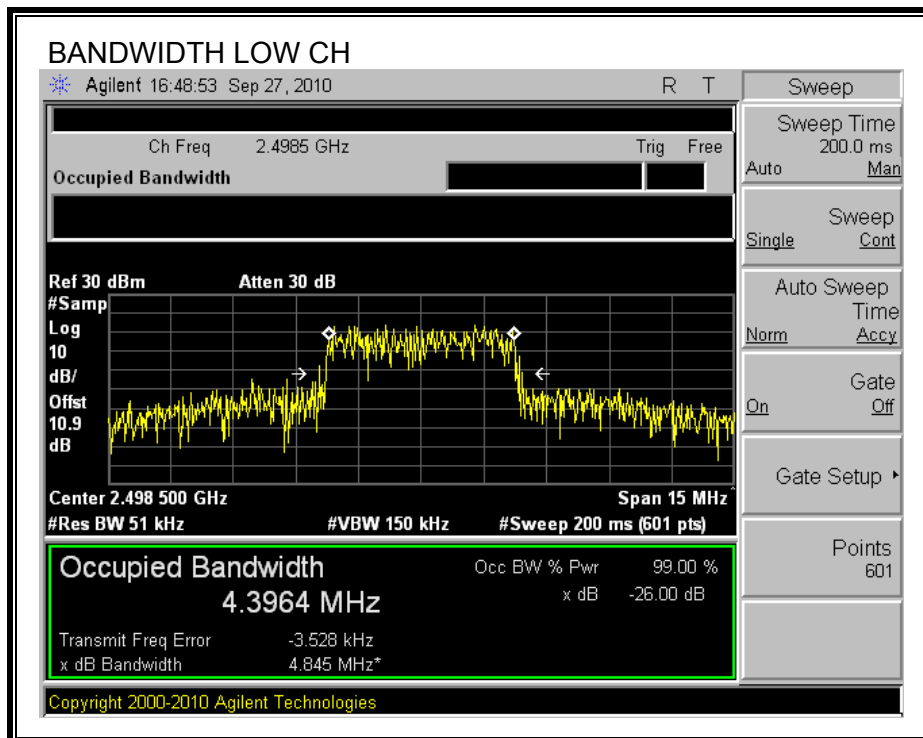 BANDWIDTH LOW CH
Agilent 16:48:53 Sep 27, 2010 R T
Sweep
Ch Freq 2.4985 GHz Trig Free
Occupied Bandwidth
Sweep Time
200.0 ms
Auto Man
Sweep
Single Cont
Auto Sweep
Time
Norm Accy
Gate
On Off
Gate Setup
Points
601
Ref 30 dBm Atten 30 dB
#Samp
Log
10
dB/
Offst
10.9
dB
Center 2.498 500 GHz Span 15 MHz^
#Res BW 51 kHz #VBW 150 kHz #Sweep 200 ms (601 pts)
Occupied Bandwidth Occ BW % Pwr 99.00 %
4.3964 MHz x dB -26.00 dB
Transmit Freq Error -3.528 kHz
x dB Bandwidth 4.845 MHz*
Copyright 2000-2010 Agilent Technologies